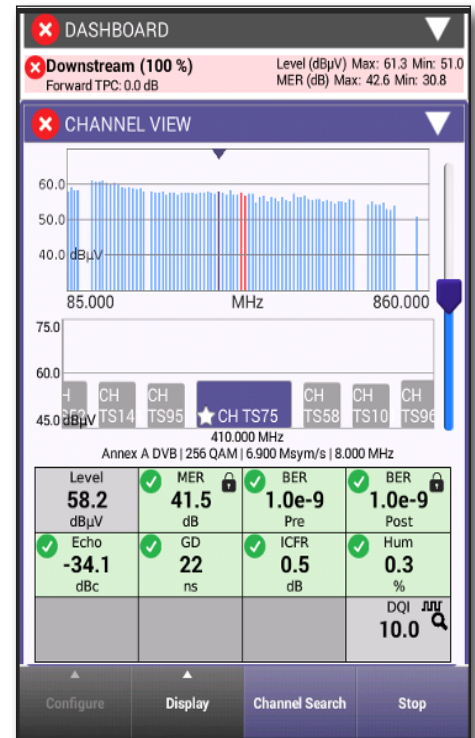 DASHBOARD
Downstream (100 %)
Forward TPC: 0.0 dB
Level (dBµV) Max: 61.3 Min: 51.0
MER (dB) Max: 42.6 Min: 30.8
CHANNEL VIEW
60.0
50.0
40.0 dBµV
85.000 MHz 860.000
75.0
60.0
45.0 dBµV
CH TS14
CH TS95
CH TS75
CH TS58
CH TS10
CH TS96
410.000 MHz
Annex A DVB | 256 QAM | 6.900 Msym/s | 8.000 MHz
Level MER BER BER
58.2 41.5 1.0e-9 1.0e-9
dBµV dB Pre Post
Echo GD ICFR Hum
-34.1 22 0.5 0.3
dBc ns dB %
DQI
10.0
Configure Display Channel Search Stop